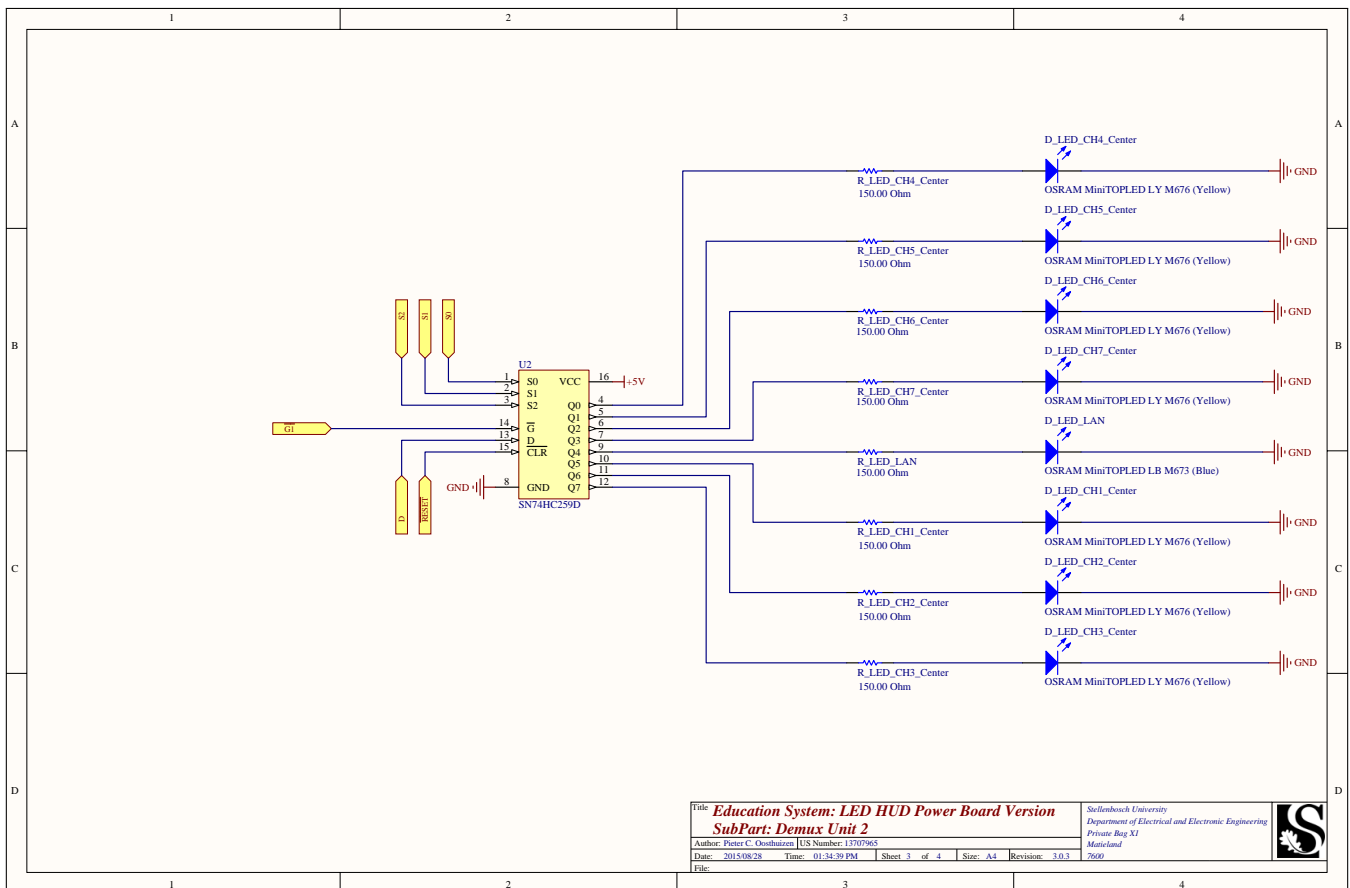 1 2 3 4
A A
B B
C C
D D
1 2 3 4
S2
S1
S0
G1
D
RESET
U2
1 S0 VCC 16 +5V
2 S1
3 S2 Q0 4
Q1 5
14 G Q2 6
13 D Q3 7
15 CLR Q4 9
Q5 10
Q6 11
GND 8 GND Q7 12
SN74HC259D
D_LED_CH4_Center
GND
R_LED_CH4_Center
150.00 Ohm
OSRAM MiniTOPLED LY M676 (Yellow)
D_LED_CH5_Center
GND
R_LED_CH5_Center
150.00 Ohm
OSRAM MiniTOPLED LY M676 (Yellow)
D_LED_CH6_Center
GND
R_LED_CH6_Center
150.00 Ohm
OSRAM MiniTOPLED LY M676 (Yellow)
D_LED_CH7_Center
GND
R_LED_CH7_Center
150.00 Ohm
OSRAM MiniTOPLED LY M676 (Yellow)
D_LED_LAN
GND
R_LED_LAN
150.00 Ohm
OSRAM MiniTOPLED LB M673 (Blue)
D_LED_CH1_Center
GND
R_LED_CH1_Center
150.00 Ohm
OSRAM MiniTOPLED LY M676 (Yellow)
D_LED_CH2_Center
GND
R_LED_CH2_Center
150.00 Ohm
OSRAM MiniTOPLED LY M676 (Yellow)
D_LED_CH3_Center
GND
R_LED_CH3_Center
150.00 Ohm
OSRAM MiniTOPLED LY M676 (Yellow)
Title Education System: LED HUD Power Board Version
SubPart: Demux Unit 2
Author: Pieter C. Oosthuizen US Number: 13707965
Date: 2015/08/28 Time: 01:34:39 PM Sheet 3 of 4 Size: A4 Revision: 3.0.3
File:
Stellenbosch University
Department of Electrical and Electronic Engineering
Private Bag X1
Matieland
7600
S